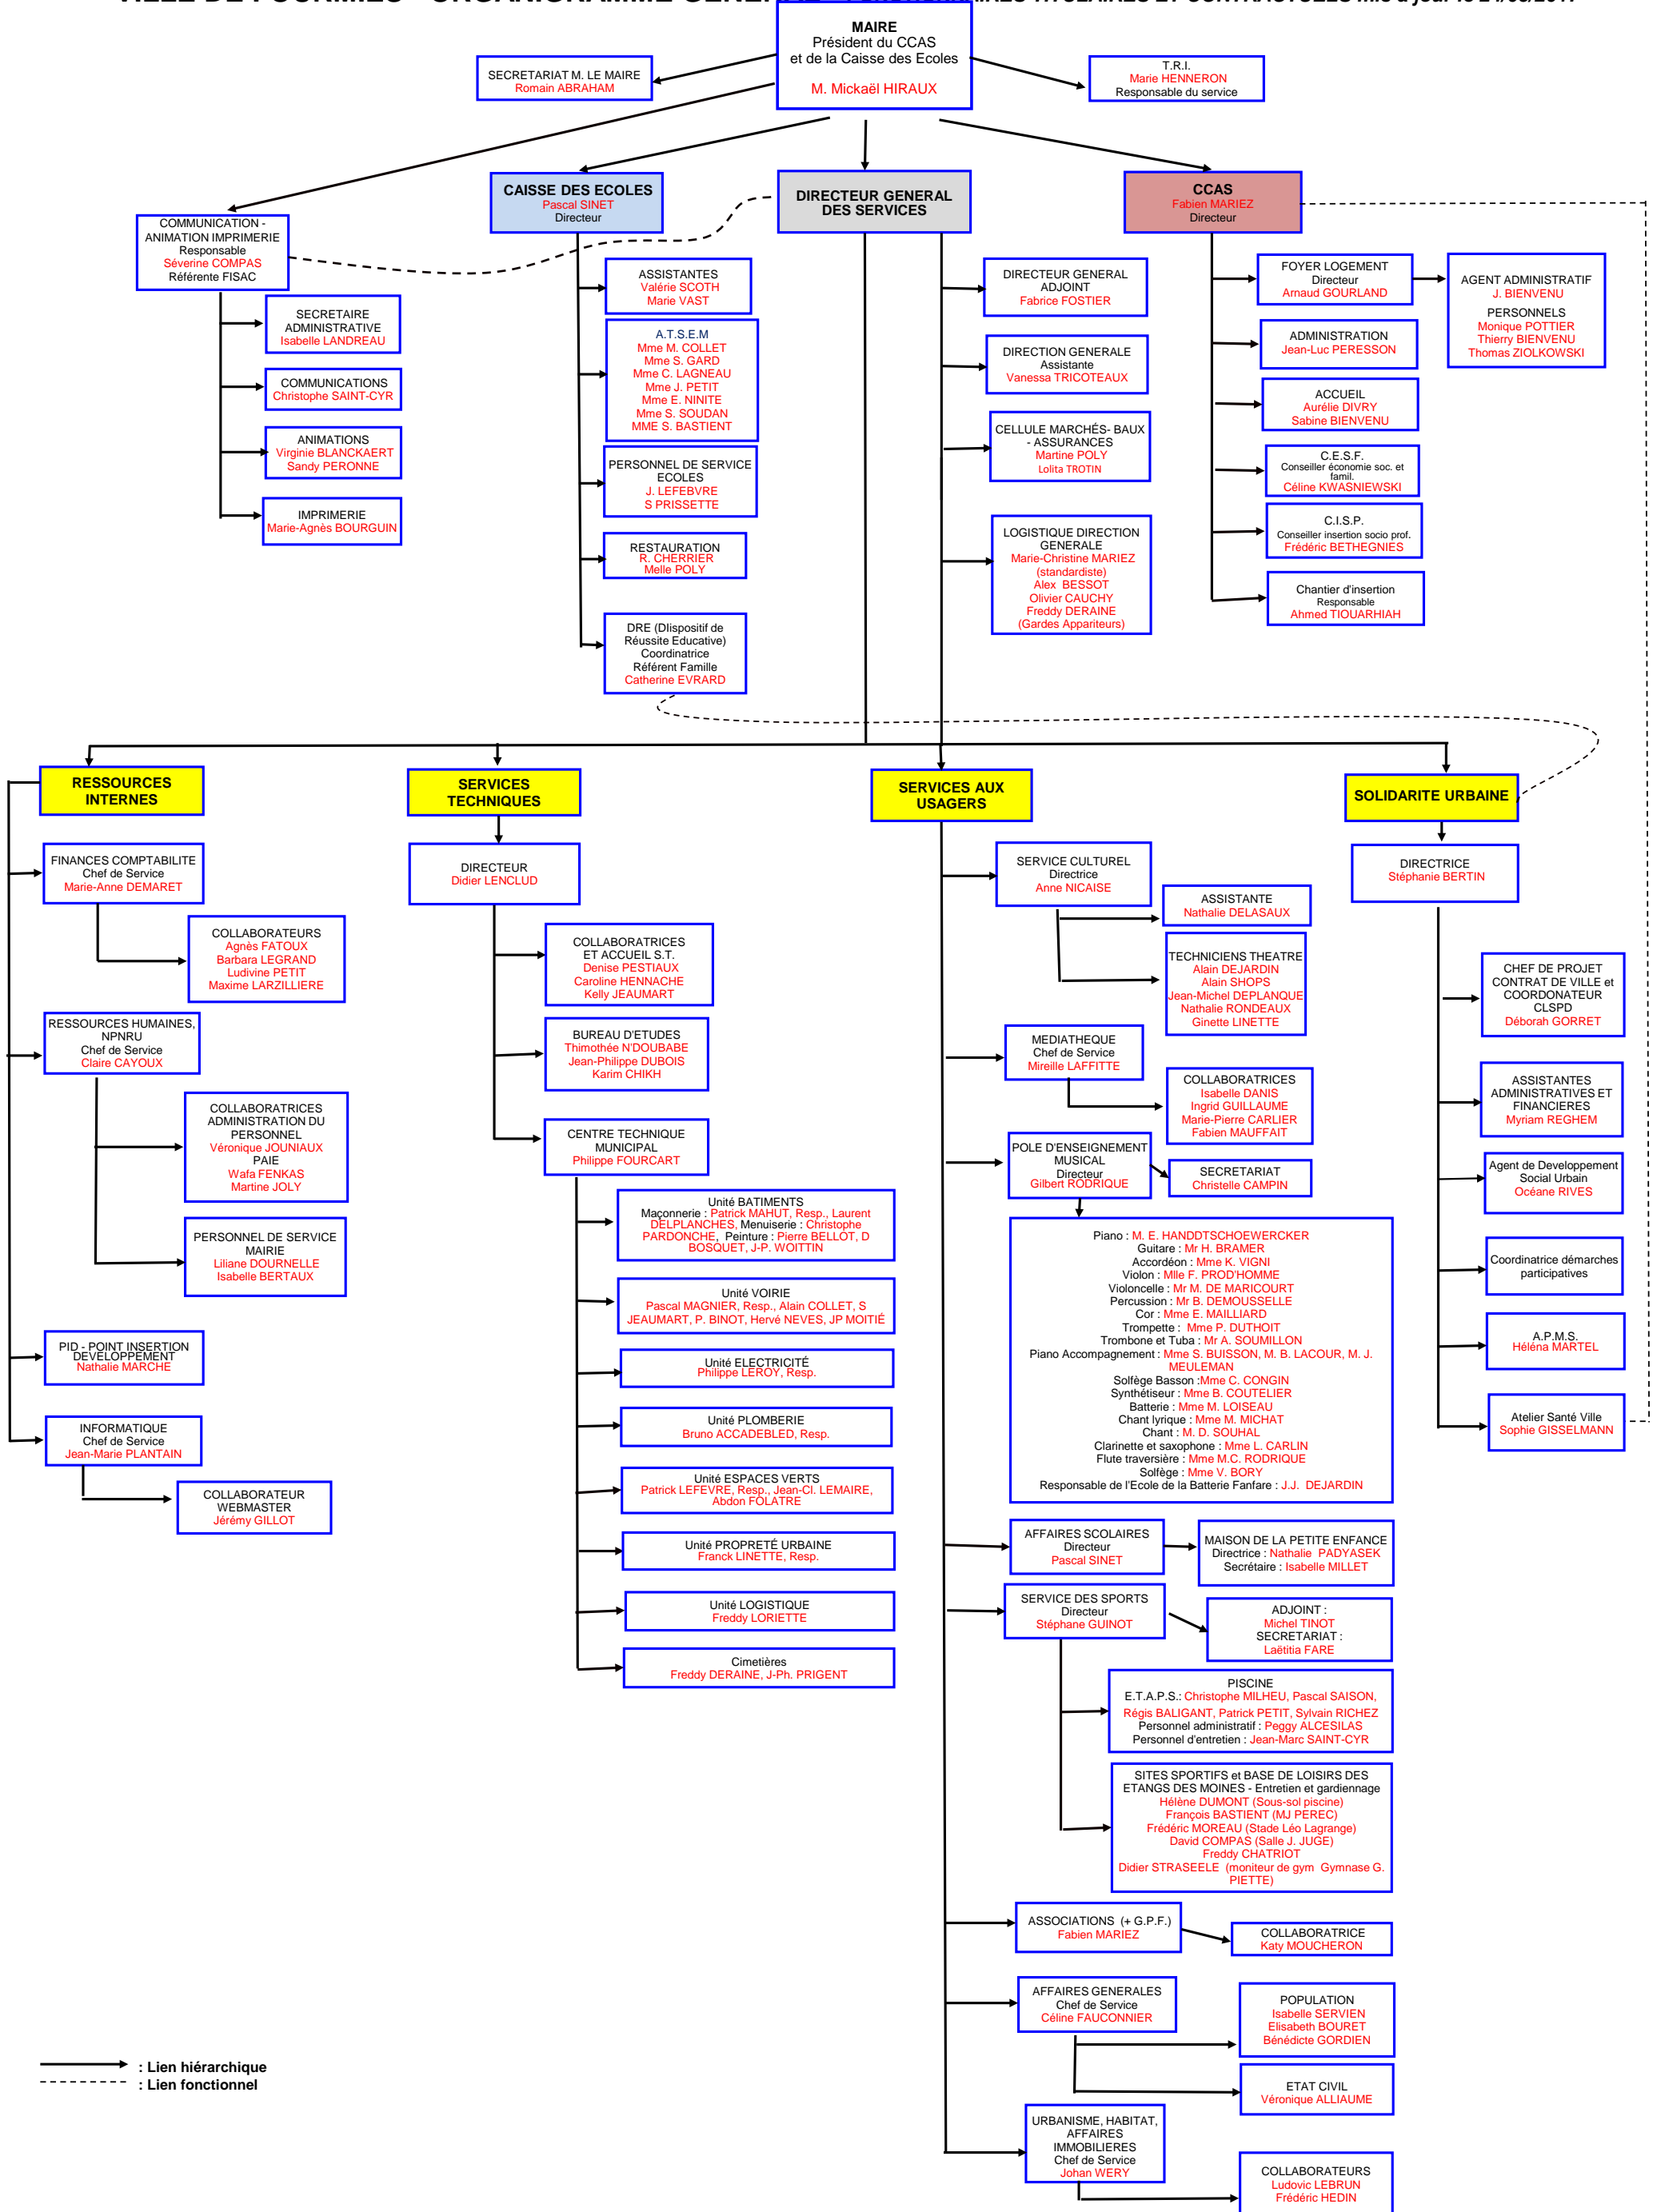 MAIRE
Président du CCAS
et de la Caisse des Ecoles
M. Mickaël HIRAUX
SECRETARIAT M. LE MAIRE
Romain ABRAHAM
T.R.I.
Marie HENNERON
Responsable du service
CAISSE DES ECOLES
Pascal SINET
Directeur
DIRECTEUR GENERAL
DES SERVICES
CCAS
Fabien MARIEZ
Directeur
COMMUNICATION -
ANIMATION IMPRIMERIE
Responsable
Séverine COMPAS
Référente FISAC
SECRETAIRE
ADMINISTRATIVE
Isabelle LANDREAU
COMMUNICATIONS
Christophe SAINT-CYR
ANIMATIONS
Virginie BLANCKAERT
Sandy PERONNE
IMPRIMERIE
Marie-Agnès BOURGUIN
ASSISTANTES
Valérie SCOTH
Marie VAST
A.T.S.E.M
Mme M. COLLET
Mme S. GARD
Mme C. LAGNEAU
Mme J. PETIT
Mme E. NINITE
Mme S. SOUDAN
MME S. BASTIENT
PERSONNEL DE SERVICE
ECOLES
J. LEFEBVRE
S PRISSETTE
RESTAURATION
R. CHERRIER
Melle POLY
DRE (DIispositif de
Réussite Educative)
Coordinatrice
Référent Famille
Catherine EVRARD
DIRECTEUR GENERAL
ADJOINT
Fabrice FOSTIER
DIRECTION GENERALE
Assistante
Vanessa TRICOTEAUX
CELLULE MARCHÉS- BAUX
- ASSURANCES
Martine POLY
Lolita TROTIN
LOGISTIQUE DIRECTION
GENERALE
Marie-Christine MARIEZ
(standardiste)
Alex BESSOT
Olivier CAUCHY
Freddy DERAINE
(Gardes Appariteurs)
FOYER LOGEMENT
Directeur
Arnaud GOURLAND
AGENT ADMINISTRATIF
J. BIENVENU
PERSONNELS
Monique POTTIER
Thierry BIENVENU
Thomas ZIOLKOWSKI
ADMINISTRATION
Jean-Luc PERESSON
ACCUEIL
Aurélie DIVRY
Sabine BIENVENU
C.E.S.F.
Conseiller économie soc. et
famil.
Céline KWASNIEWSKI
C.I.S.P.
Conseiller insertion socio prof.
Frédéric BETHEGNIES
Chantier d'insertion
Responsable
Ahmed TIOUARHIAH
RESSOURCES
INTERNES
FINANCES COMPTABILITE
Chef de Service
Marie-Anne DEMARET
COLLABORATEURS
Agnès FATOUX
Barbara LEGRAND
Ludivine PETIT
Maxime LARZILLIERE
RESSOURCES HUMAINES,
NPNRU
Chef de Service
Claire CAYOUX
COLLABORATRICES
ADMINISTRATION DU
PERSONNEL
Véronique JOUNIAUX
PAIE
Wafa FENKAS
Martine JOLY
PERSONNEL DE SERVICE
MAIRIE
Liliane DOURNELLE
Isabelle BERTAUX
PID - POINT INSERTION
DEVELOPPEMENT
Nathalie MARCHE
INFORMATIQUE
Chef de Service
Jean-Marie PLANTAIN
COLLABORATEUR
WEBMASTER
Jérémy GILLOT
SERVICES
TECHNIQUES
DIRECTEUR
Didier LENCLUD
COLLABORATRICES
ET ACCUEIL S.T.
Denise PESTIAUX
Caroline HENNACHE
Kelly JEAUMART
BUREAU D'ETUDES
Thimothée N'DOUBABE
Jean-Philippe DUBOIS
Karim CHIKH
CENTRE TECHNIQUE
MUNICIPAL
Philippe FOURCART
Unité BATIMENTS
Maçonnerie : Patrick MAHUT, Resp., Laurent
DELPLANCHES, Menuiserie : Christophe
PARDONCHE, Peinture : Pierre BELLOT, D
BOSQUET, J-P. WOITTIN
Unité VOIRIE
Pascal MAGNIER, Resp., Alain COLLET, S
JEAUMART, P. BINOT, Hervé NEVES, JP MOITIÉ
Unité ELECTRICITÉ
Philippe LEROY, Resp.
Unité PLOMBERIE
Bruno ACCADEBLED, Resp.
Unité ESPACES VERTS
Patrick LEFEVRE, Resp., Jean-Cl. LEMAIRE,
Abdon FOLATRE
Unité PROPRETÉ URBAINE
Franck LINETTE, Resp.
Unité LOGISTIQUE
Freddy LORIETTE
Cimetières
Freddy DERAINE, J-Ph. PRIGENT
SERVICES AUX
USAGERS
SERVICE CULTUREL
Directrice
Anne NICAISE
ASSISTANTE
Nathalie DELASAUX
TECHNICIENS THEATRE
Alain DEJARDIN
Alain SHOPS
Jean-Michel DEPLANQUE
Nathalie RONDEAUX
Ginette LINETTE
MEDIATHEQUE
Chef de Service
Mireille LAFFITTE
COLLABORATRICES
Isabelle DANIS
Ingrid GUILLAUME
Marie-Pierre CARLIER
Fabien MAUFFAIT
POLE D'ENSEIGNEMENT
MUSICAL
Directeur
Gilbert RODRIQUE
SECRETARIAT
Christelle CAMPIN
Piano : M. E. HANDDTSCHOEWERCKER
Guitare : Mr H. BRAMER
Accordéon : Mme K. VIGNI
Violon : Mlle F. PROD'HOMME
Violoncelle : Mr M. DE MARICOURT
Percussion : Mr B. DEMOUSSELLE
Cor : Mme E. MAILLIARD
Trompette : Mme P. DUTHOIT
Trombone et Tuba : Mr A. SOUMILLON
Piano Accompagnement : Mme S. BUISSON, M. B. LACOUR, M. J.
MEULEMAN
Solfège Basson :Mme C. CONGIN
Synthétiseur : Mme B. COUTELIER
Batterie : Mme M. LOISEAU
Chant lyrique : Mme M. MICHAT
Chant : M. D. SOUHAL
Clarinette et saxophone : Mme L. CARLIN
Flute traversière : Mme M.C. RODRIQUE
Solfège : Mme V. BORY
Responsable de l'Ecole de la Batterie Fanfare : J.J. DEJARDIN
AFFAIRES SCOLAIRES
Directeur
Pascal SINET
MAISON DE LA PETITE ENFANCE
Directrice : Nathalie PADYASEK
Secrétaire : Isabelle MILLET
SERVICE DES SPORTS
Directeur
Stéphane GUINOT
ADJOINT :
Michel TINOT
SECRETARIAT :
Laëtitia FARE
PISCINE
E.T.A.P.S.: Christophe MILHEU, Pascal SAISON,
Régis BALIGANT, Patrick PETIT, Sylvain RICHEZ
Personnel administratif : Peggy ALCESILAS
Personnel d'entretien : Jean-Marc SAINT-CYR
SITES SPORTIFS et BASE DE LOISIRS DES
ETANGS DES MOINES - Entretien et gardiennage
Hélène DUMONT (Sous-sol piscine)
François BASTIENT (MJ PEREC)
Frédéric MOREAU (Stade Léo Lagrange)
David COMPAS (Salle J. JUGE)
Freddy CHATRIOT
Didier STRASEELE (moniteur de gym Gymnase G.
PIETTE)
ASSOCIATIONS (+ G.P.F.)
Fabien MARIEZ
COLLABORATRICE
Katy MOUCHERON
AFFAIRES GENERALES
Chef de Service
Céline FAUCONNIER
POPULATION
Isabelle SERVIEN
Elisabeth BOURET
Bénédicte GORDIEN
ETAT CIVIL
Véronique ALLIAUME
URBANISME, HABITAT,
AFFAIRES
IMMOBILIERES
Chef de Service
Johan WERY
COLLABORATEURS
Ludovic LEBRUN
Frédéric HEDIN
SOLIDARITE URBAINE
DIRECTRICE
Stéphanie BERTIN
CHEF DE PROJET
CONTRAT DE VILLE et
COORDONATEUR
CLSPD
Déborah GORRET
ASSISTANTES
ADMINISTRATIVES ET
FINANCIERES
Myriam REGHEM
Agent de Developpement
Social Urbain
Océane RIVES
Coordinatrice démarches
participatives
A.P.M.S.
Héléna MARTEL
Atelier Santé Ville
Sophie GISSELMANN
: Lien hiérarchique
: Lien fonctionnel